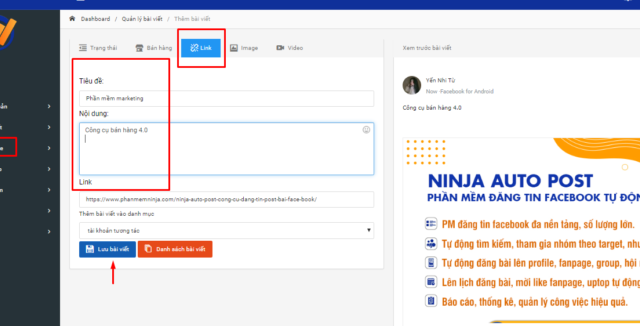 Dashboard / Quản lý bài viết / Thêm bài viết
Trạng thái Bán hàng Link Image Video
Xem trước bài viết
Tiêu đề:
Phần mềm marketing
Nội dung:
Công cụ bán hàng 4.0
Link
https://www.phanmemninja.com/ninja-auto-post-cong-cu-dang-tin-post-bai-face-book/
Thêm bài viết vào danh mục
tài khoản tương tác
Lưu bài viết Danh sách bài viết
Yến Nhi Từ
Now Facebook for Android
Công cụ bán hàng 4.0
NINJA AUTO POST
PHẦN MỀM ĐĂNG TIN FACEBOOK TỰ ĐỘN
PM đăng tin facebook đa nền tảng, số lượng lớn.
Tự động tìm kiếm, tham gia nhóm theo target, nhu
Tự động đăng bài lên profile, fanpage, group, hội
Lên lịch đăng bài, mời like fanpage, uptop tự động
Báo cáo, thống kê, quản lý công việc hiệu quả.